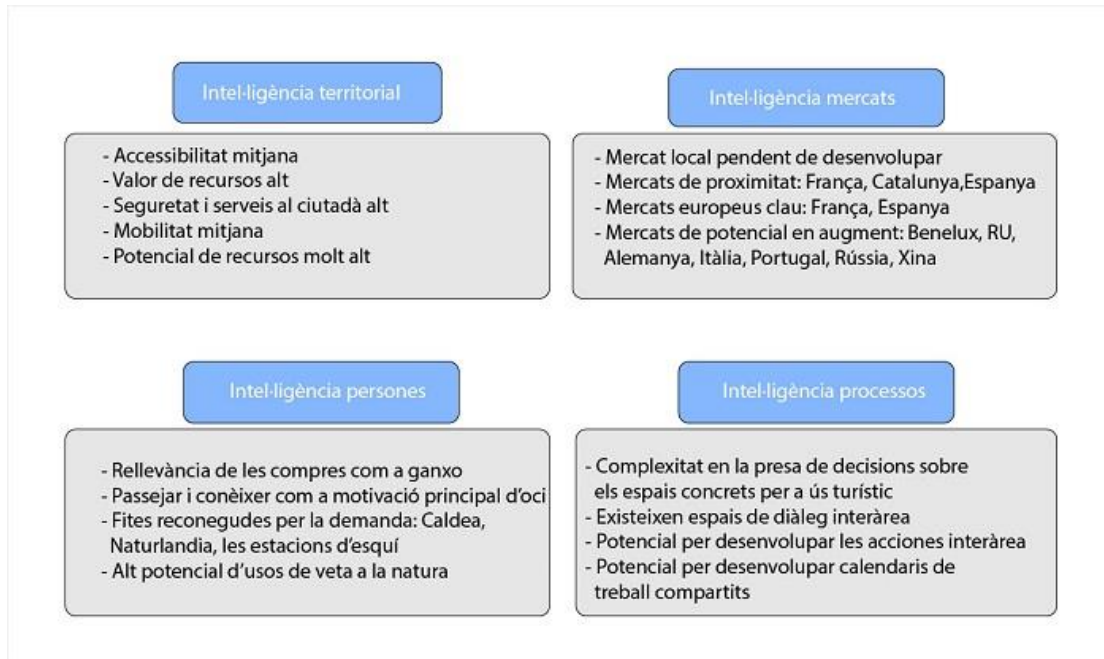 Intel·ligència territorial
- Accessibilitat mitjana
- Valor de recursos alt
- Seguretat i serveis al ciutadà alt
- Mobilitat mitjana
- Potencial de recursos molt alt
Intel·ligència mercats
- Mercat local pendent de desenvolupar
- Mercats de proximitat: França, Catalunya,Espanya
- Mercats europeus clau: França, Espanya
- Mercats de potencial en augment: Benelux, RU,
Alemanya, Itàlia, Portugal, Rússia, Xina
Intel·ligència persones
- Rellevància de les compres com a ganxo
- Passejar i conèixer com a motivació principal d'oci
- Fites reconegudes per la demanda: Caldea,
Naturlandia, les estacions d'esquí
- Alt potencial d'usos de veta a la natura
Intel·ligència processos
- Complexitat en la presa de decisions sobre
els espais concrets per a ús turístic
- Existeixen espais de diàleg interàrea
- Potencial per desenvolupar les acciones interàrea
- Potencial per desenvolupar calendaris de
treball compartits